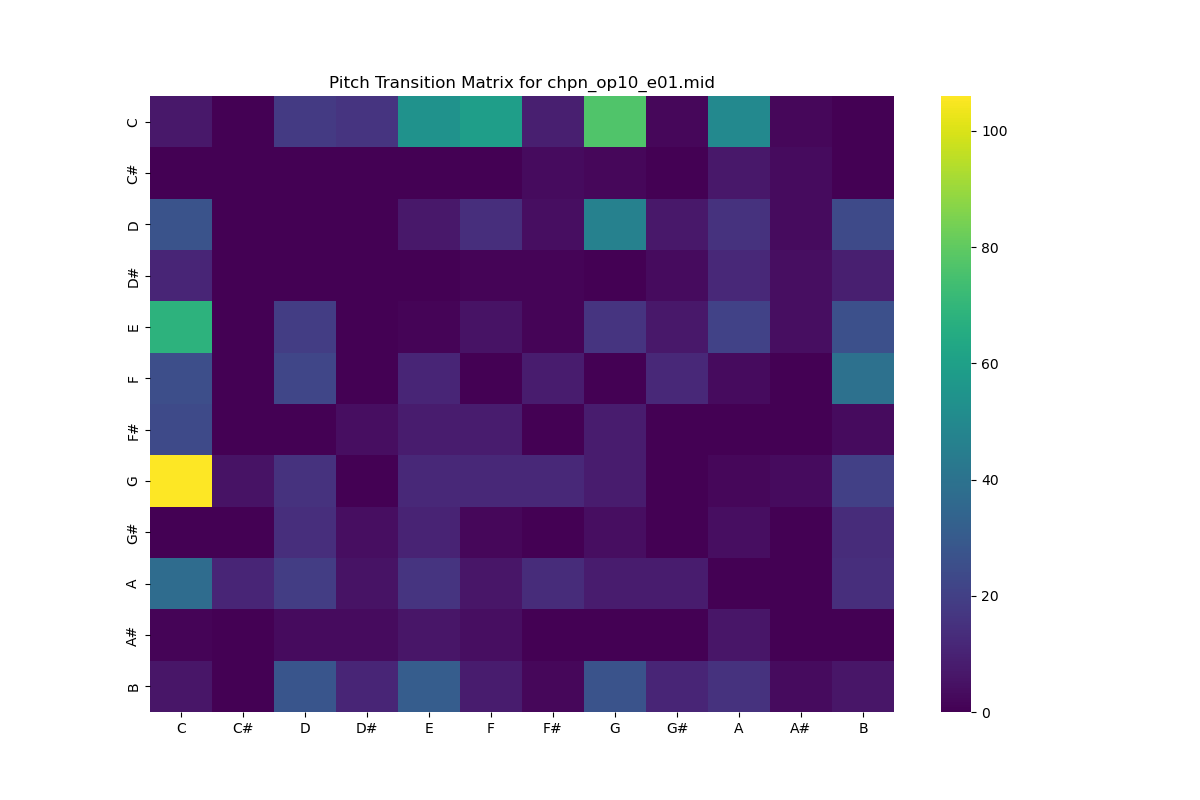 Pitch Transition Matrix for chpn_op10_e01.mid
C
C#
D
D#
E
F
F#
G
G#
A
A#
B
C C# D D# E F F# G G# A A# B
100
80
60
40
20
0